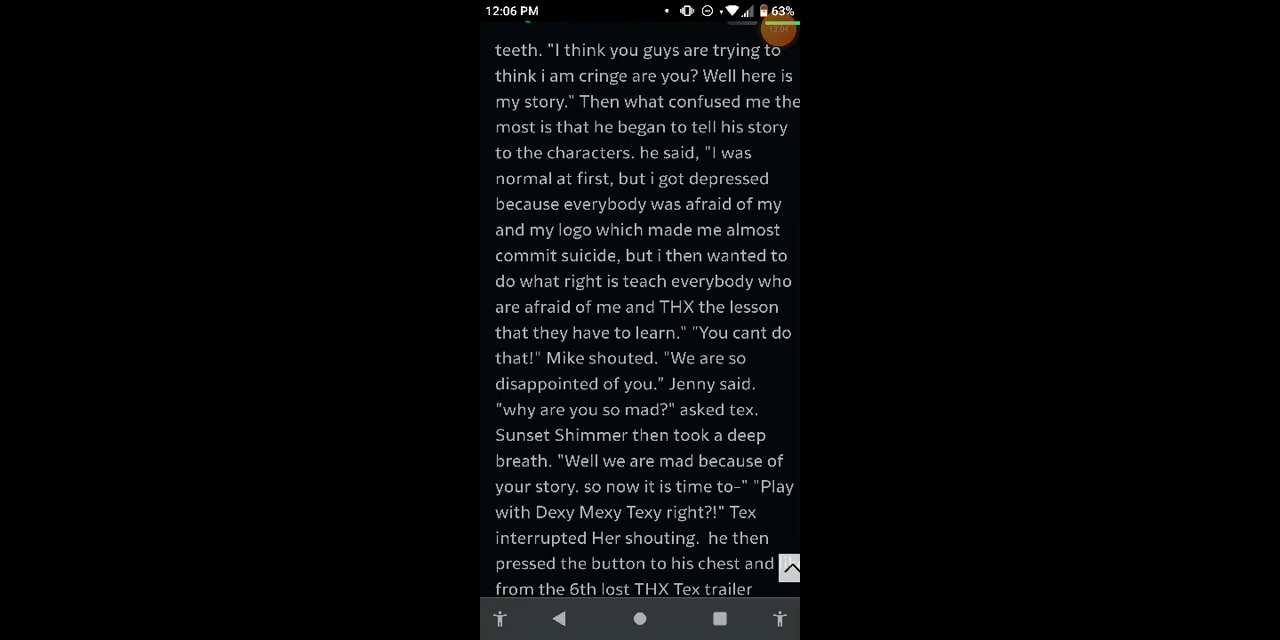 12:06 PM
63%
13:04
teeth. "I think you guys are trying to
think i am cringe are you? Well here is
my story." Then what confused me the
most is that he began to tell his story
to the characters. he said, "I was
normal at first, but i got depressed
because everybody was afraid of my
and my logo which made me almost
commit suicide, but i then wanted to
do what right is teach everybody who
are afraid of me and THX the lesson
that they have to learn." "You cant do
that!" Mike shouted. "We are so
disappointed of you." Jenny said.
"why are you so mad?" asked tex.
Sunset Shimmer then took a deep
breath. "Well we are mad because of
your story. so now it is time to-" "Play
with Dexy Mexy Texy right?!" Tex
interrupted Her shouting.  he then
pressed the button to his chest and
from the 6th lost THX Tex trailer